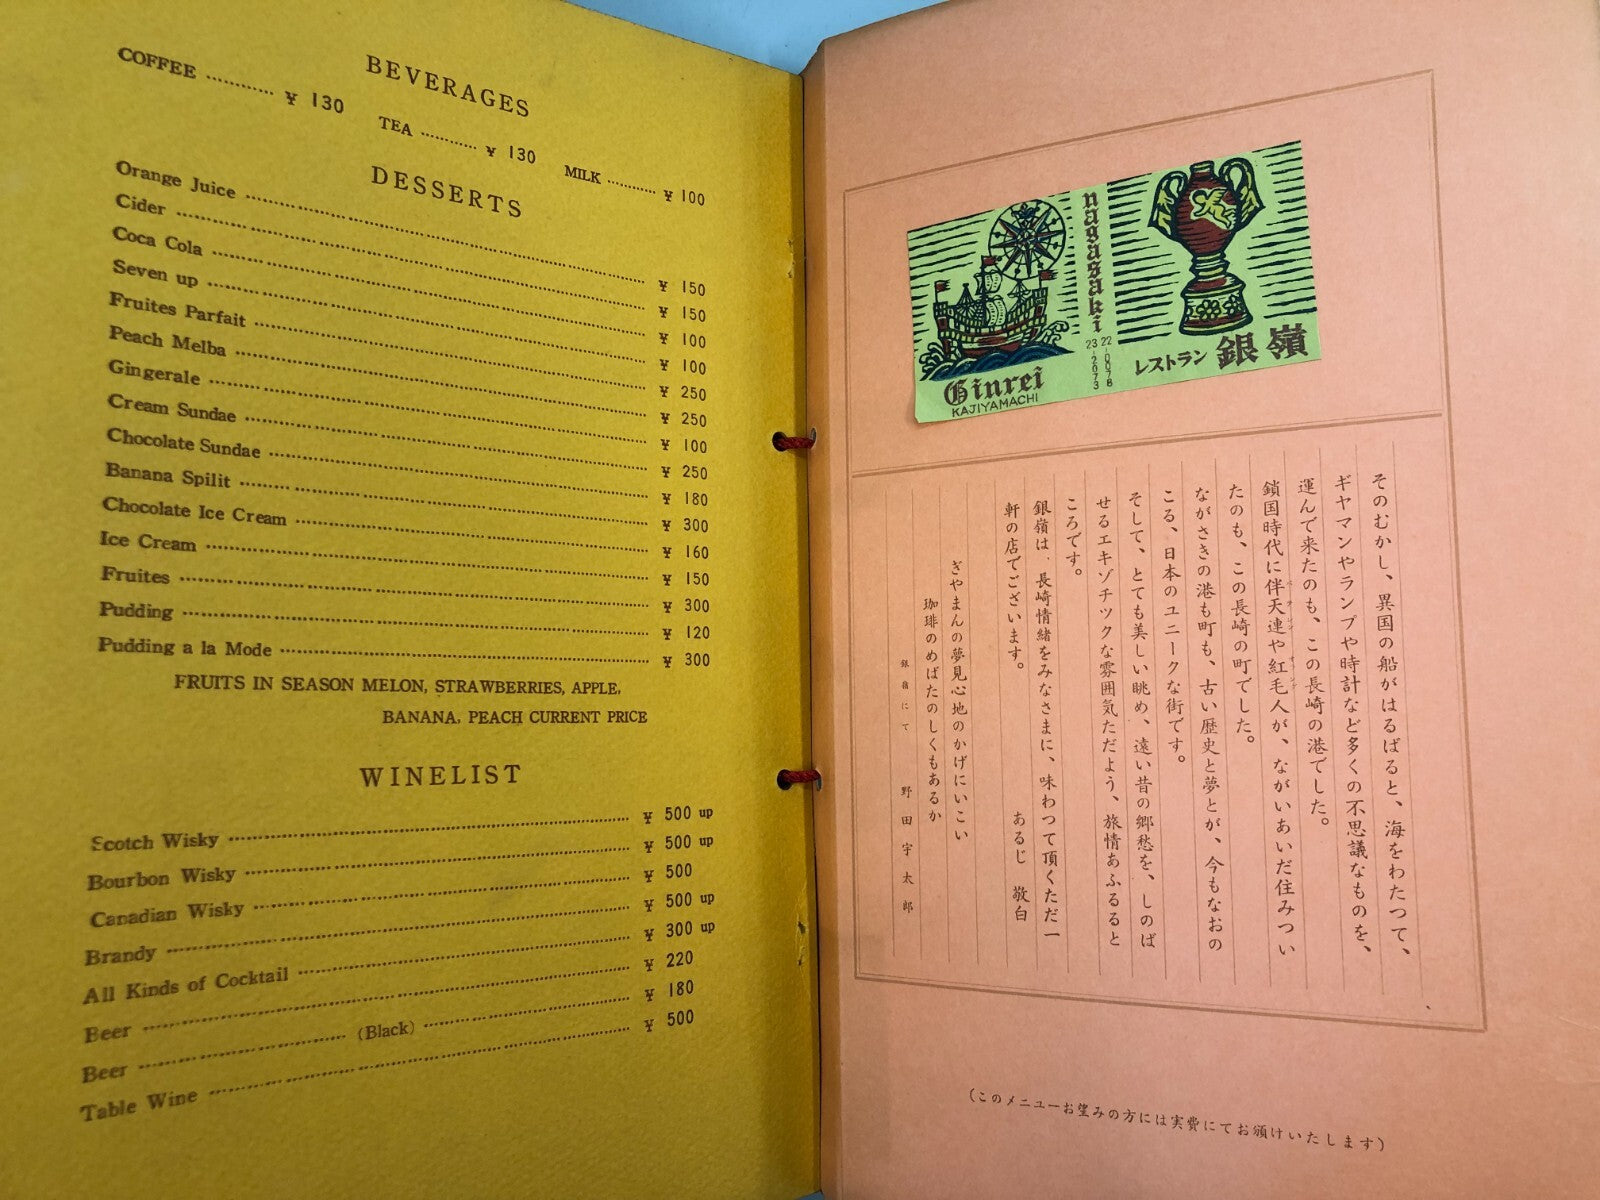 BEVERAGES
COFFEE ............ ¥ 130
TEA ............ ¥ 130
MILK ............ ¥ 100
DESSERTS
Orange Juice ............ ¥ 150
Cider ............ ¥ 150
Coca Cola ............ ¥ 100
Seven up ............ ¥ 100
Fruites Parfait ............ ¥ 250
Peach Melba ............ ¥ 250
Gingerale ............ ¥ 100
Cream Sundae ............ ¥ 250
Chocolate Sundae ............ ¥ 180
Banana Spilit ............ ¥ 300
Chocolate Ice Cream ............ ¥ 160
Ice Cream ............ ¥ 150
Fruites ............ ¥ 300
Pudding ............ ¥ 120
Pudding a la Mode ............ ¥ 300
FRUITS IN SEASON MELON, STRAWBERRIES, APPLE,
BANANA, PEACH CURRENT PRICE
WINELIST
Scotch Wisky ............ ¥ 500 up
Bourbon Wisky ............ ¥ 500 up
Canadian Wisky ............ ¥ 500
Brandy ............ ¥ 500 up
All Kinds of Cocktail ............ ¥ 300 up
Beer ............ ¥ 220
Beer ............ (Black) ............ ¥ 180
Table Wine ............ ¥ 500
nagasaki
22-0078
23-2073
Ginrei
KAJIYAMACHI
レストラン 銀嶺
そのむかし、異国の船がはるばると、海をわたつて、
ギヤマンやランプや時計など多くの不思議なものを、
運んで来たのも、この長崎の港でした。
鎖国時代に伴天連や紅毛人が、ながいあいだ住みつい
たのも、この長崎の町でした。
ながさきの港も町も、古い歴史と夢とが、今もなおの
こる、日本のユニークな街です。
そして、とても美しい眺め、遠い昔の郷愁を、しのば
せるエキゾチツクな雰囲気ただよう、旅情あふるると
ころです。
銀嶺は、長崎情緒をみなさまに、味わつて頂くただ一
軒の店でございます。
あるじ 敬白
ぎやまんの夢見心地のかげにいこい
珈琲のめばたのしくもあるか
銀嶺にて 野田宇太郎
(このメニューお望みの方には実費にてお頒けいたします)